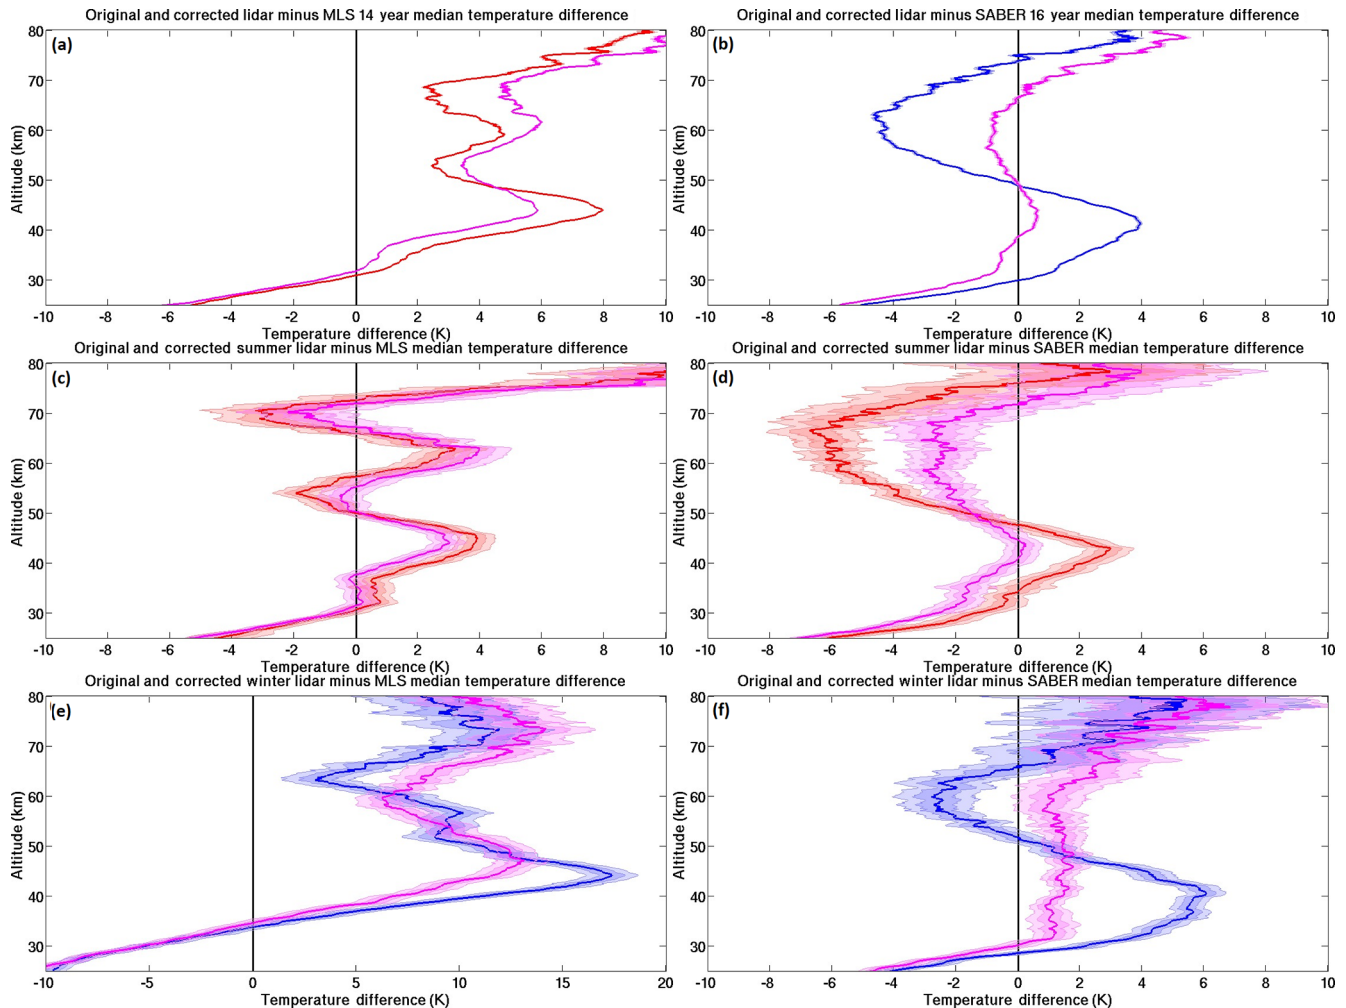 Original and corrected lidar minus MLS 14 year median temperature difference
(a)
80
70
60
50
40
30
Altitude (km)
-10 -8 -6 -4 -2 0 2 4 6 8 10
Temperature difference (K)
Original and corrected lidar minus SABER 16 year median temperature difference
(b)
80
70
60
50
40
30
Altitude (km)
-10 -8 -6 -4 -2 0 2 4 6 8 10
Temperature difference (K)
Original and corrected summer lidar minus MLS median temperature difference
(c)
80
70
60
50
40
30
Altitude (km)
-10 -8 -6 -4 -2 0 2 4 6 8 10
Temperature difference (K)
Original and corrected summer lidar minus SABER median temperature difference
(d)
80
70
60
50
40
30
Altitude (km)
-10 -8 -6 -4 -2 0 2 4 6 8 10
Temperature difference (K)
Original and corrected winter lidar minus MLS median temperature difference
(e)
80
70
60
50
40
30
Altitude (km)
-10 -5 0 5 10 15 20
Temperature difference (K)
Original and corrected winter lidar minus SABER median temperature difference
(f)
80
70
60
50
40
30
Altitude (km)
-10 -8 -6 -4 -2 0 2 4 6 8 10
Temperature difference (K)